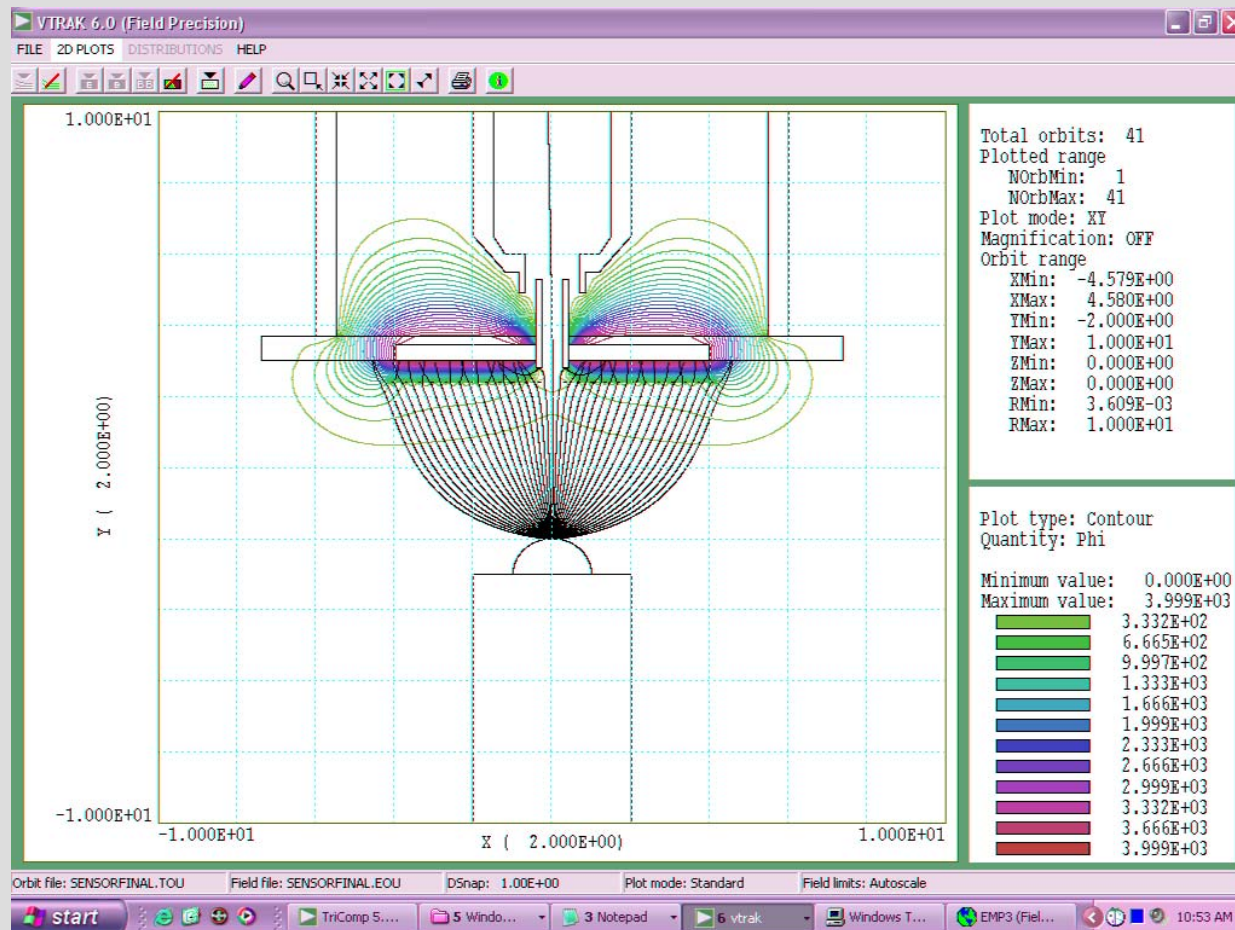 VTRAK 6.0 (Field Precision)
FILE 2D PLOTS DISTRIBUTIONS HELP
1.000E+01
Y ( 2.000E+00)
-1.000E+01
-1.000E+01
X ( 2.000E+00)
1.000E+01
Total orbits: 41
Plotted range
NOrbMin: 1
NOrbMax: 41
Plot mode: XY
Magnification: OFF
Orbit range
XMin: -4.579E+00
XMax: 4.580E+00
YMin: -2.000E+00
YMax: 1.000E+01
ZMin: 0.000E+00
ZMax: 0.000E+00
RMin: 3.609E-03
RMax: 1.000E+01
Plot type: Contour
Quantity: Phi
Minimum value: 0.000E+00
Maximum value: 3.999E+03
3.332E+02
6.665E+02
9.997E+02
1.333E+03
1.666E+03
1.999E+03
2.333E+03
2.666E+03
2.999E+03
3.332E+03
3.666E+03
3.999E+03
Orbit file: SENSORFINAL.TOU Field file: SENSORFINAL.EOU DSnap: 1.00E+00 Plot mode: Standard Field limits: Autoscale
start TriComp 5.... 5 Windo... 3 Notepad 6 vtrak Windows T... EMP3 (Fiel... 10:53 AM